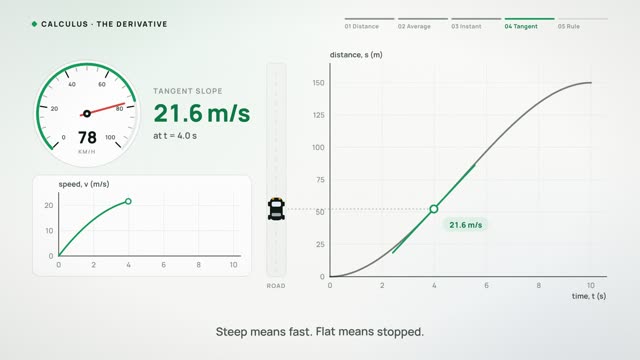 CALCULUS · THE DERIVATIVE
01 Distance
02 Average
03 Instant
04 Tangent
05 Rule
0
20
40
60
80
100
78
KM/H
TANGENT SLOPE
21.6 m/s
at t = 4.0 s
speed, v (m/s)
20
10
0
0 2 4 6 8 10
ROAD
distance, s (m)
150
125
100
75
50
25
0
21.6 m/s
0 2 4 6 8 10
time, t (s)
Steep means fast. Flat means stopped.